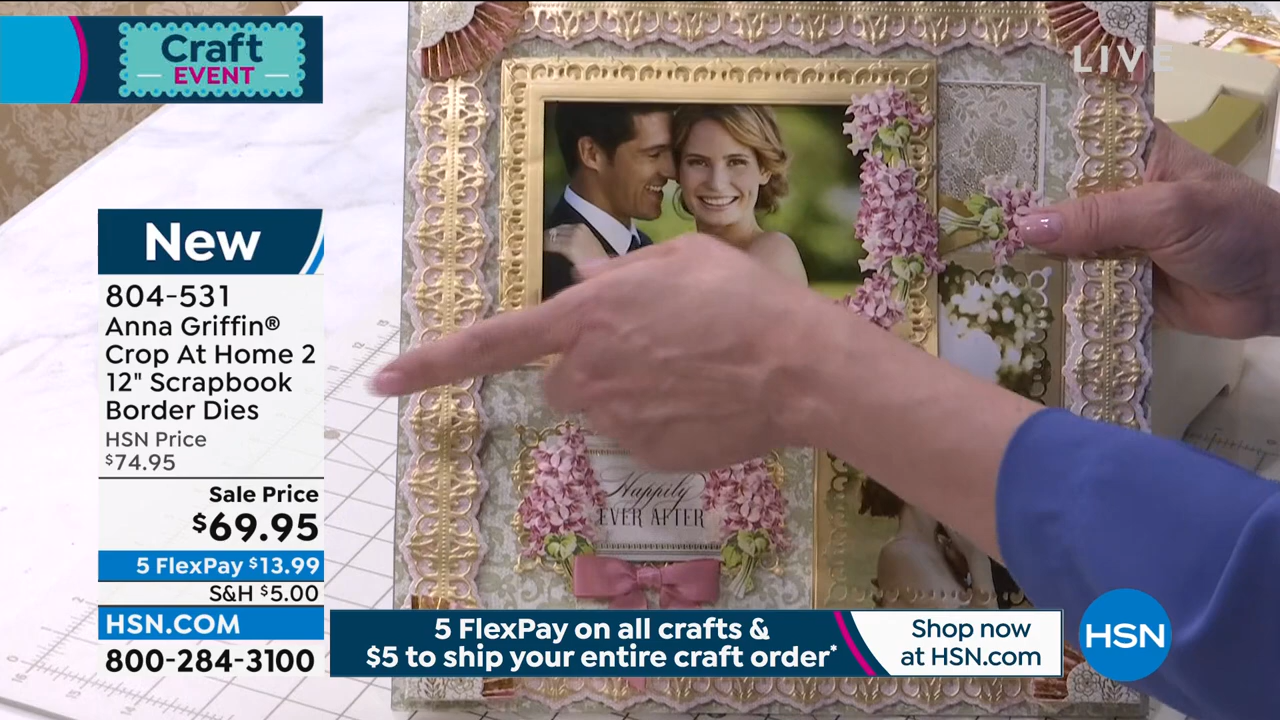 Craft
EVENT
LIVE
New
804-531
Anna Griffin®
Crop At Home 2
12" Scrapbook
Border Dies
HSN Price
$74.95
Sale Price
$69.95
5 FlexPay $13.99
S&H $5.00
HSN.COM
800-284-3100
Happily
EVER AFTER
5 FlexPay on all crafts &
$5 to ship your entire craft order*
Shop now
at HSN.com
HSN